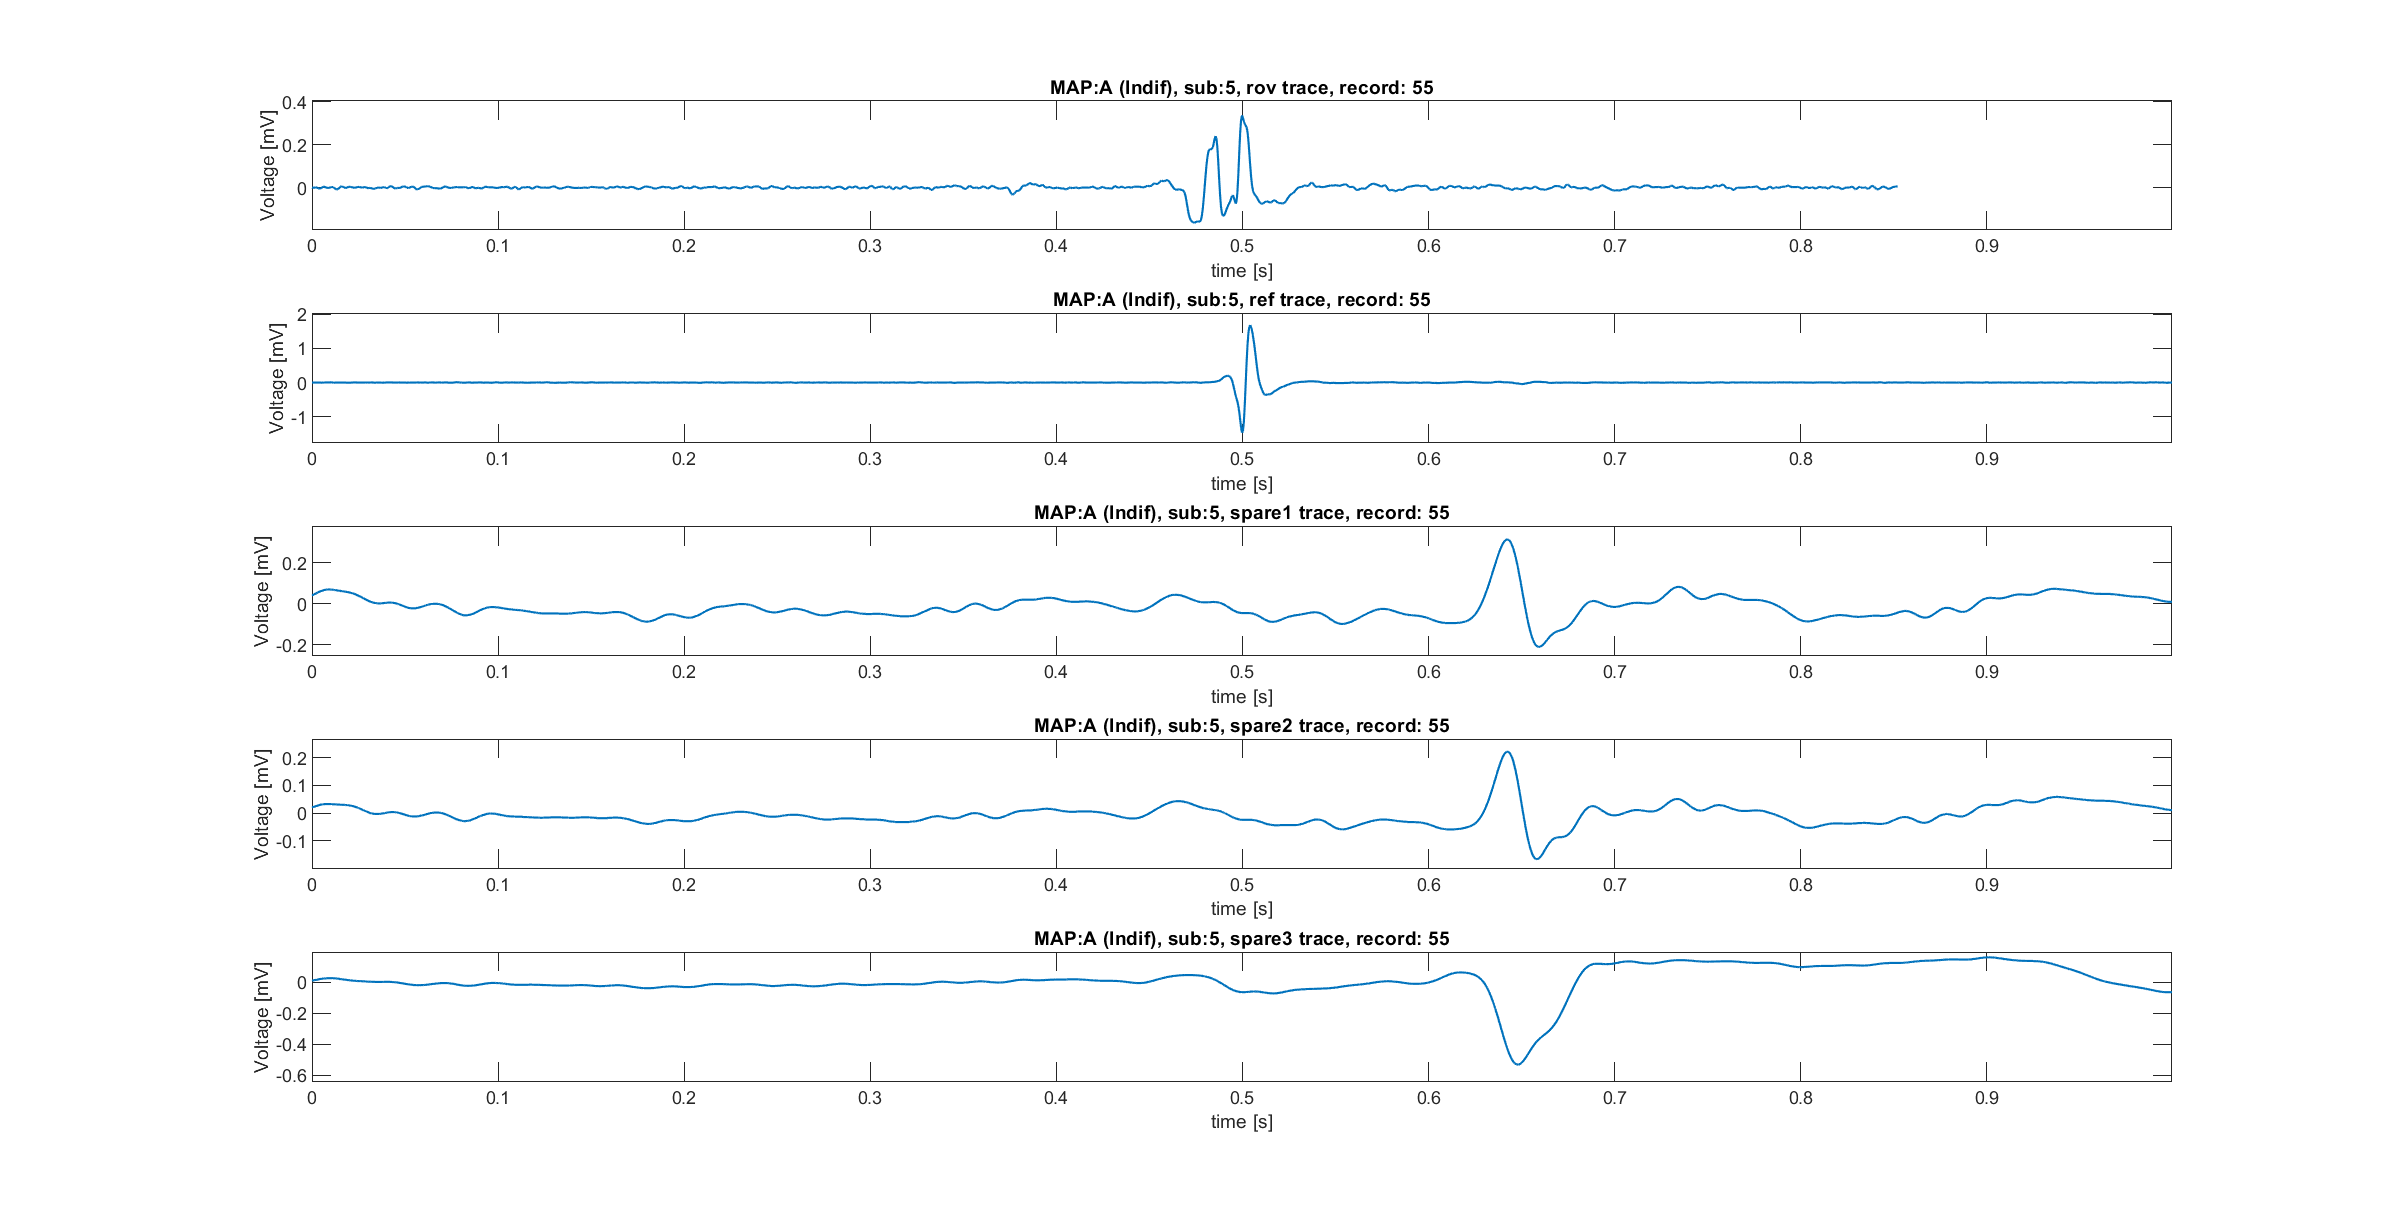 MAP:A (Indif), sub:5, rov trace, record: 55
Voltage [mV]
0.4
0.2
0
0 0.1 0.2 0.3 0.4 0.5 0.6 0.7 0.8 0.9
time [s]
MAP:A (Indif), sub:5, ref trace, record: 55
Voltage [mV]
2
1
0
-1
0 0.1 0.2 0.3 0.4 0.5 0.6 0.7 0.8 0.9
time [s]
MAP:A (Indif), sub:5, spare1 trace, record: 55
Voltage [mV]
0.2
0
-0.2
0 0.1 0.2 0.3 0.4 0.5 0.6 0.7 0.8 0.9
time [s]
MAP:A (Indif), sub:5, spare2 trace, record: 55
Voltage [mV]
0.2
0.1
0
-0.1
0 0.1 0.2 0.3 0.4 0.5 0.6 0.7 0.8 0.9
time [s]
MAP:A (Indif), sub:5, spare3 trace, record: 55
Voltage [mV]
0
-0.2
-0.4
-0.6
0 0.1 0.2 0.3 0.4 0.5 0.6 0.7 0.8 0.9
time [s]